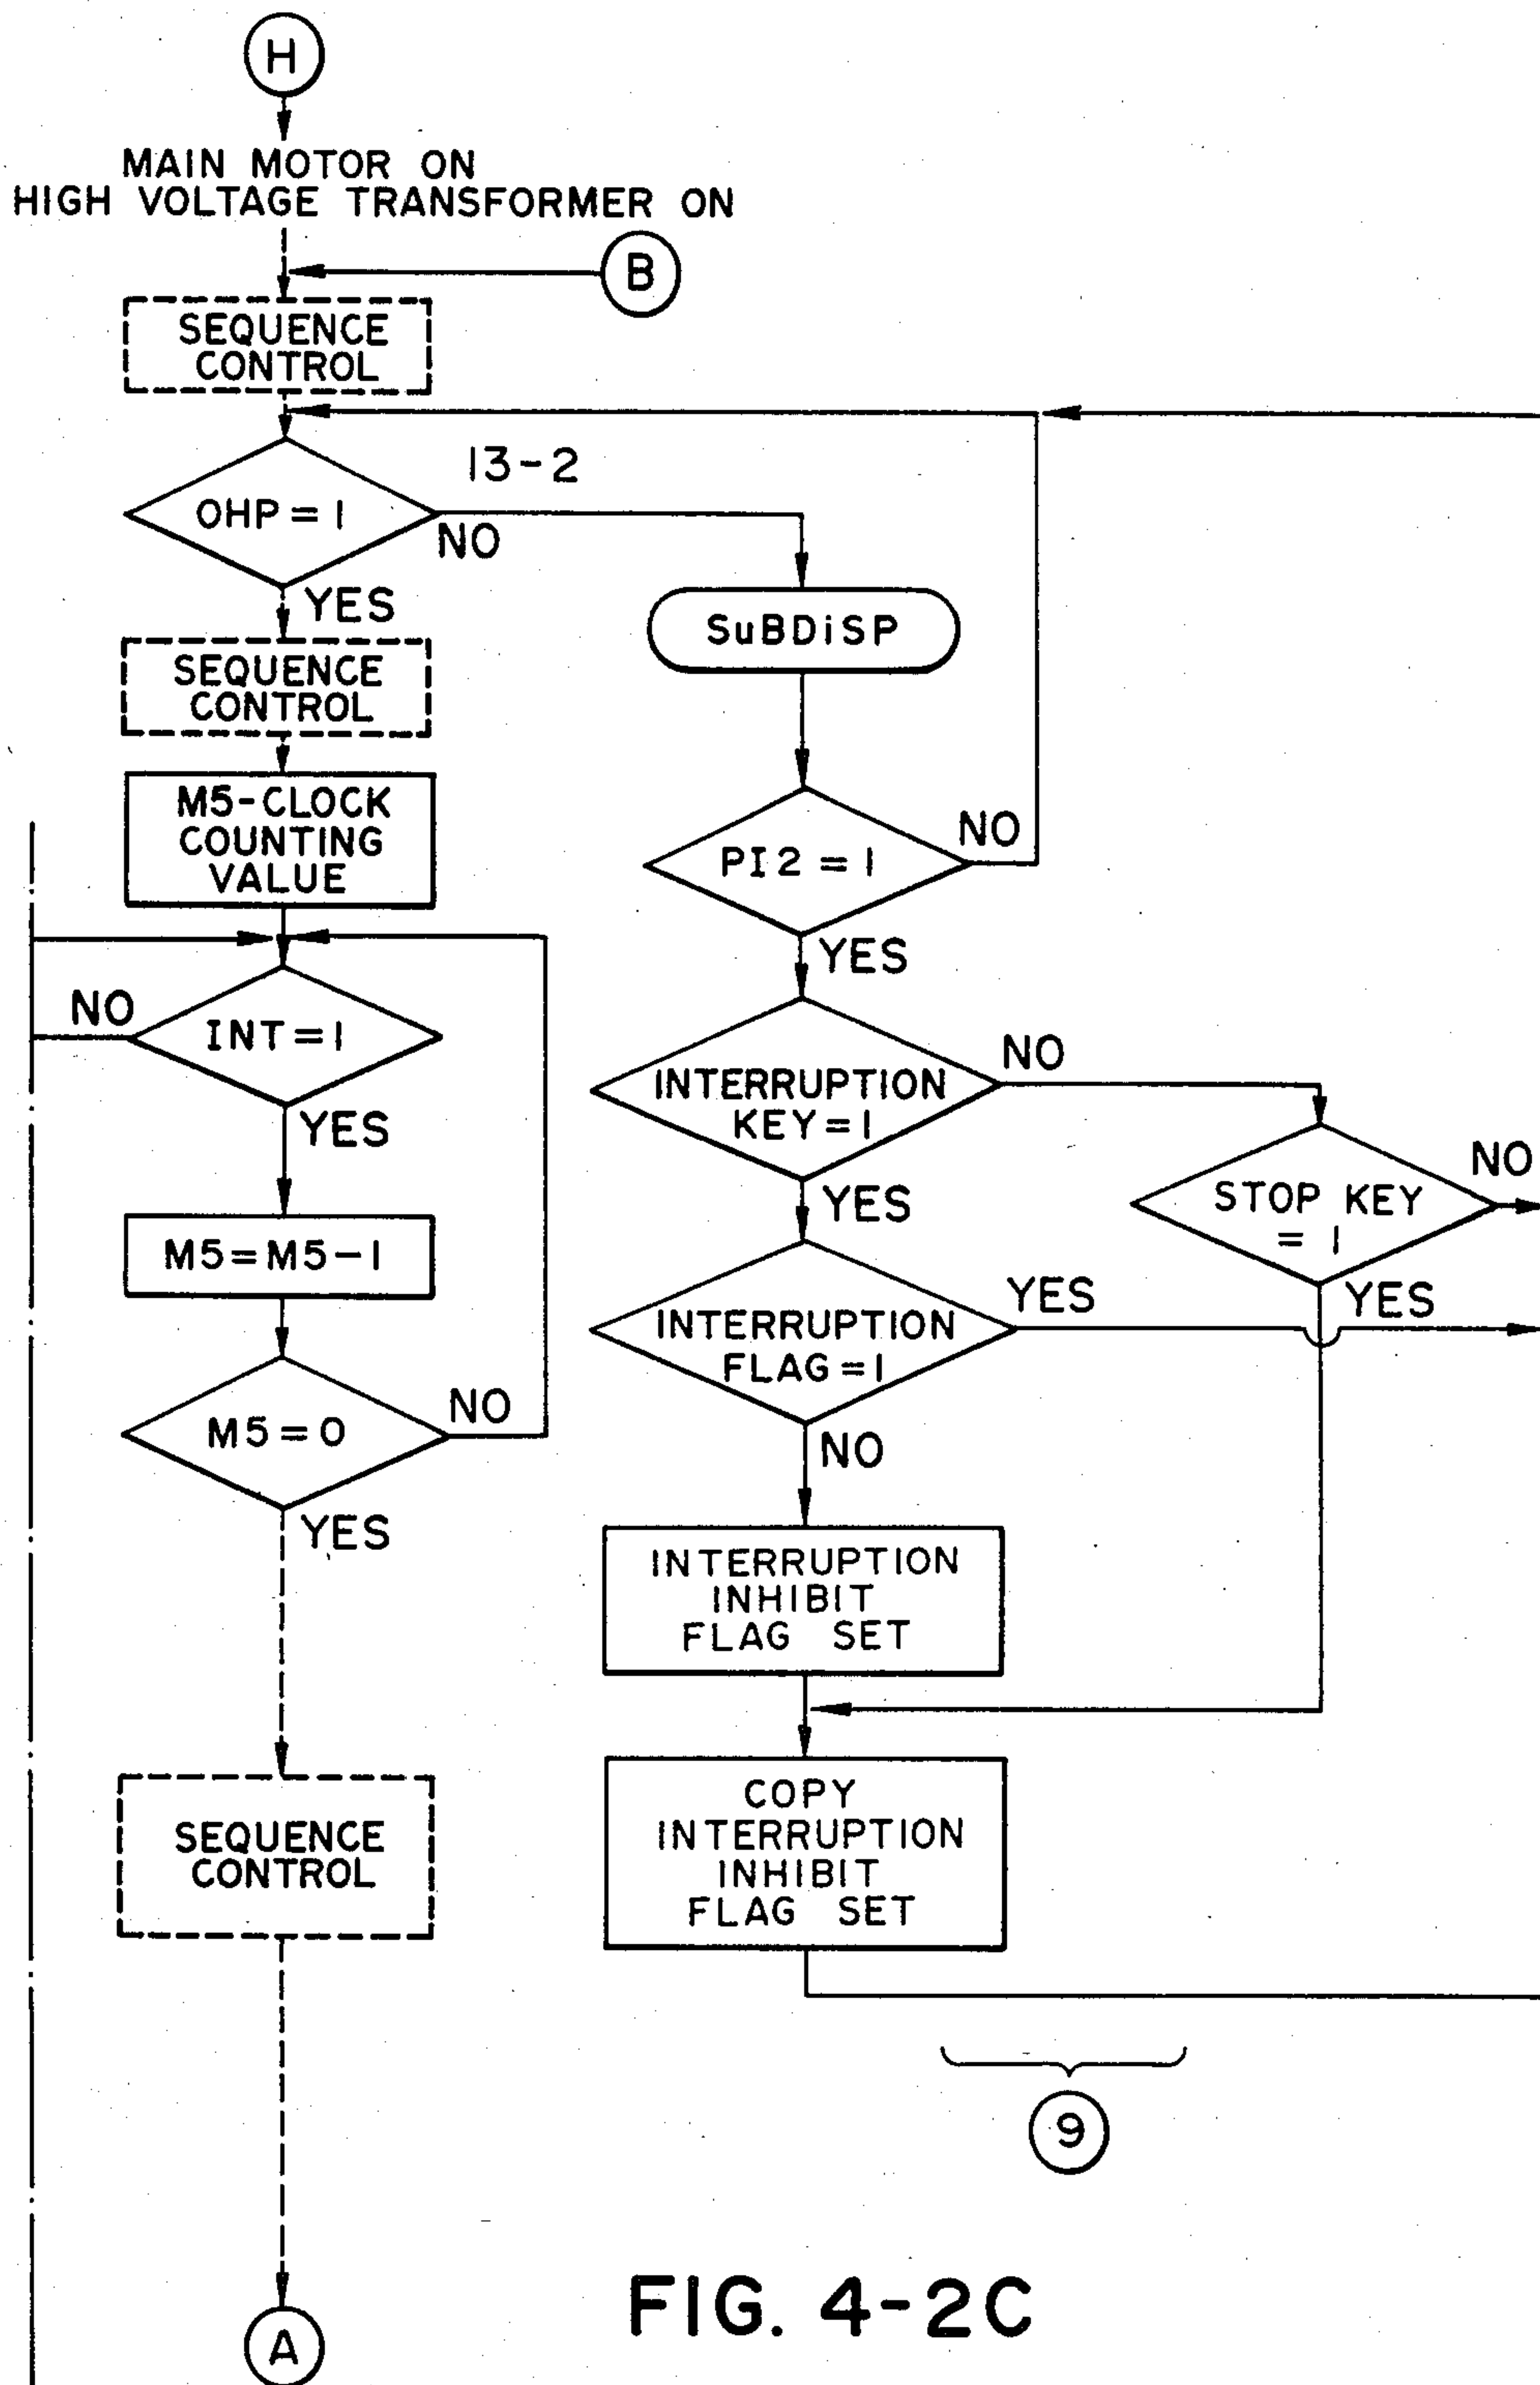 H
MAIN MOTOR ON
HIGH VOLTAGE TRANSFORMER ON
B
SEQUENCE
CONTROL
13-2
OHP = 1
NO
YES
SuBDiSP
SEQUENCE
CONTROL
M5-CLOCK
COUNTING
VALUE
PI2 = 1
NO
YES
NO
INT = 1
YES
INTERRUPTION
KEY = 1
NO
YES
STOP KEY
= 1
NO
YES
M5 = M5 - 1
INTERRUPTION
FLAG = 1
YES
NO
M5 = 0
NO
YES
INTERRUPTION
INHIBIT
FLAG SET
COPY
INTERRUPTION
INHIBIT
FLAG SET
SEQUENCE
CONTROL
9
A
FIG. 4-2C